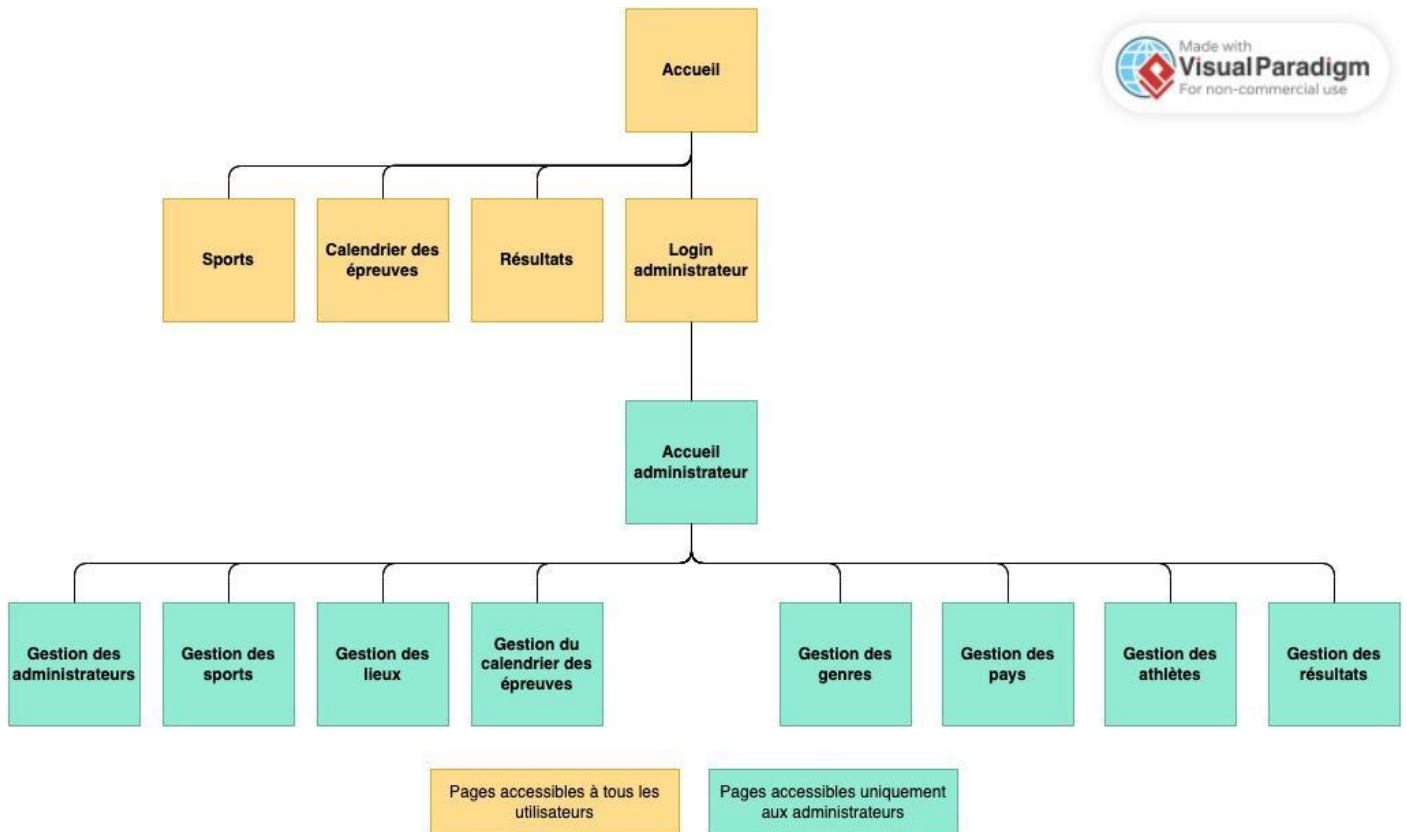 Made with
Visual Paradigm
For non-commercial use
Accueil
Sports
Calendrier des
épreuves
Résultats
Login
administrateur
Accueil
administrateur
Gestion des
administrateurs
Gestion des
sports
Gestion des
lieux
Gestion du
calendrier des
épreuves
Gestion des
genres
Gestion des
pays
Gestion des
athlètes
Gestion des
résultats
Pages accessibles à tous les
utilisateurs
Pages accessibles uniquement
aux administrateurs